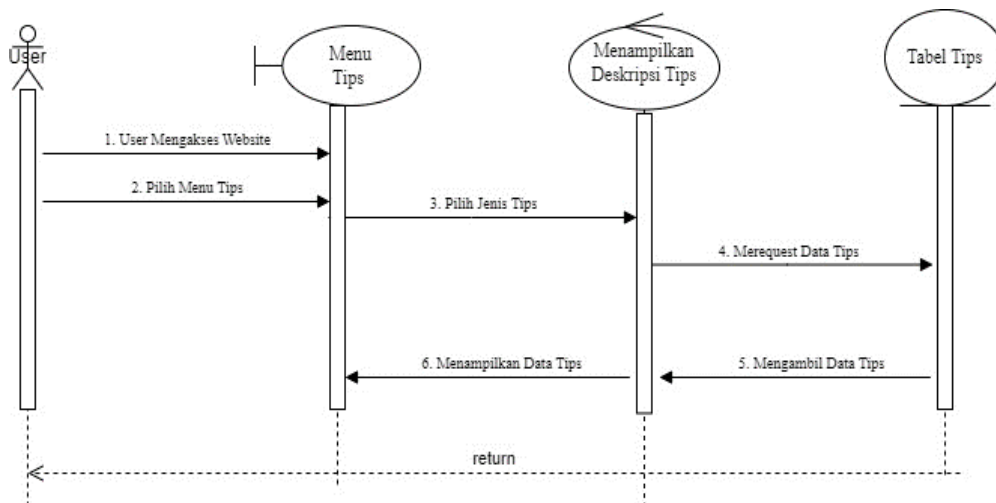 User
Menu
Tips
Menampilkan
Deskripsi Tips
Tabel Tips
1. User Mengakses Website
2. Pilih Menu Tips
3. Pilih Jenis Tips
4. Merequest Data Tips
6. Menampilkan Data Tips
5. Mengambil Data Tips
return